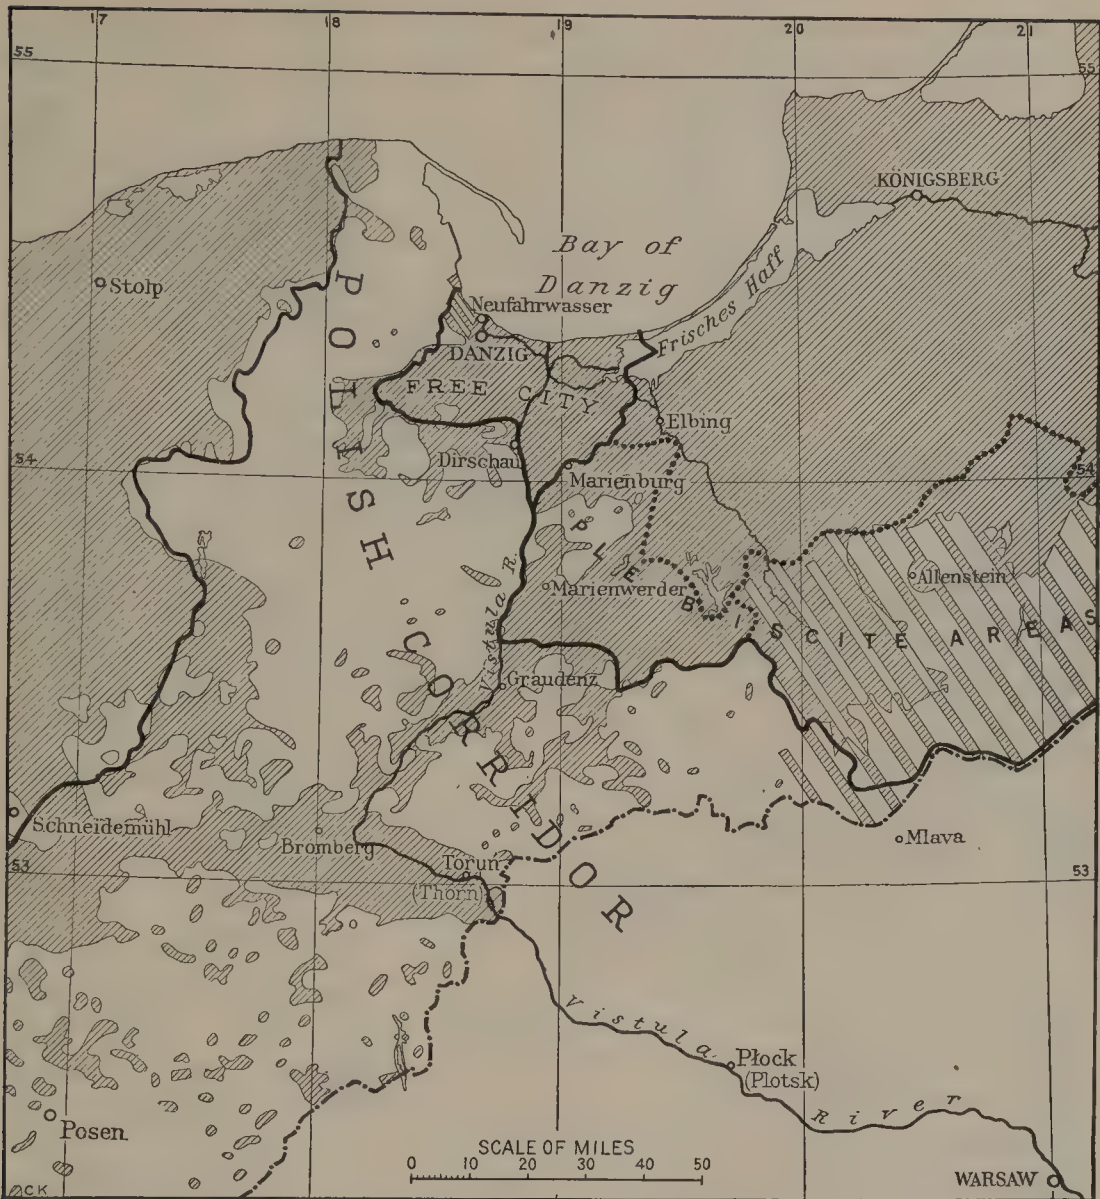 17 18 19 20 21
55 55
KÖNIGSBERG
Bay of
Danzig
Stolp
Neufahrwasser
Frisches Haff
DANZIG
FREE CITY
POLISH CORRIDOR
Elbing
Dirschau
54 54
Marienburg
PLEBISCITE AREAS
Allenstein
Marienwerder
Vistula R.
Graudenz
Schneidemühl
Bromberg
Mlava
Toruń
(Thorn)
53 53
Vistula River
Płock
(Plotsk)
Posen
SCALE OF MILES
0 10 20 30 40 50
WARSAW
CK